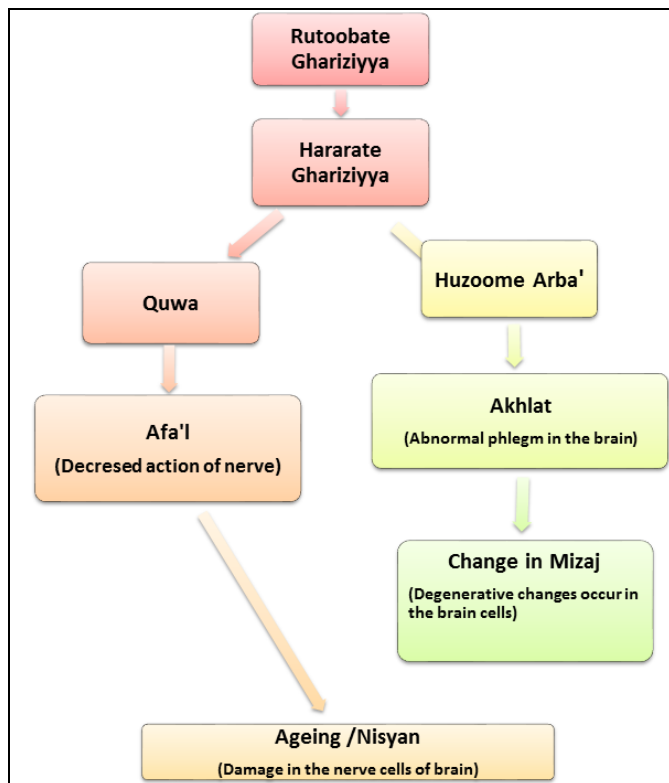 Rutoobate
Ghariziyya
Hararate
Ghariziyya
Quwa
Huzoome Arba'
Afa'l
(Decresed action of nerve)
Akhlat
(Abnormal phlegm in the brain)
Change in Mizaj
(Degenerative changes occur in
the brain cells)
Ageing /Nisyan
(Damage in the nerve cells of brain)